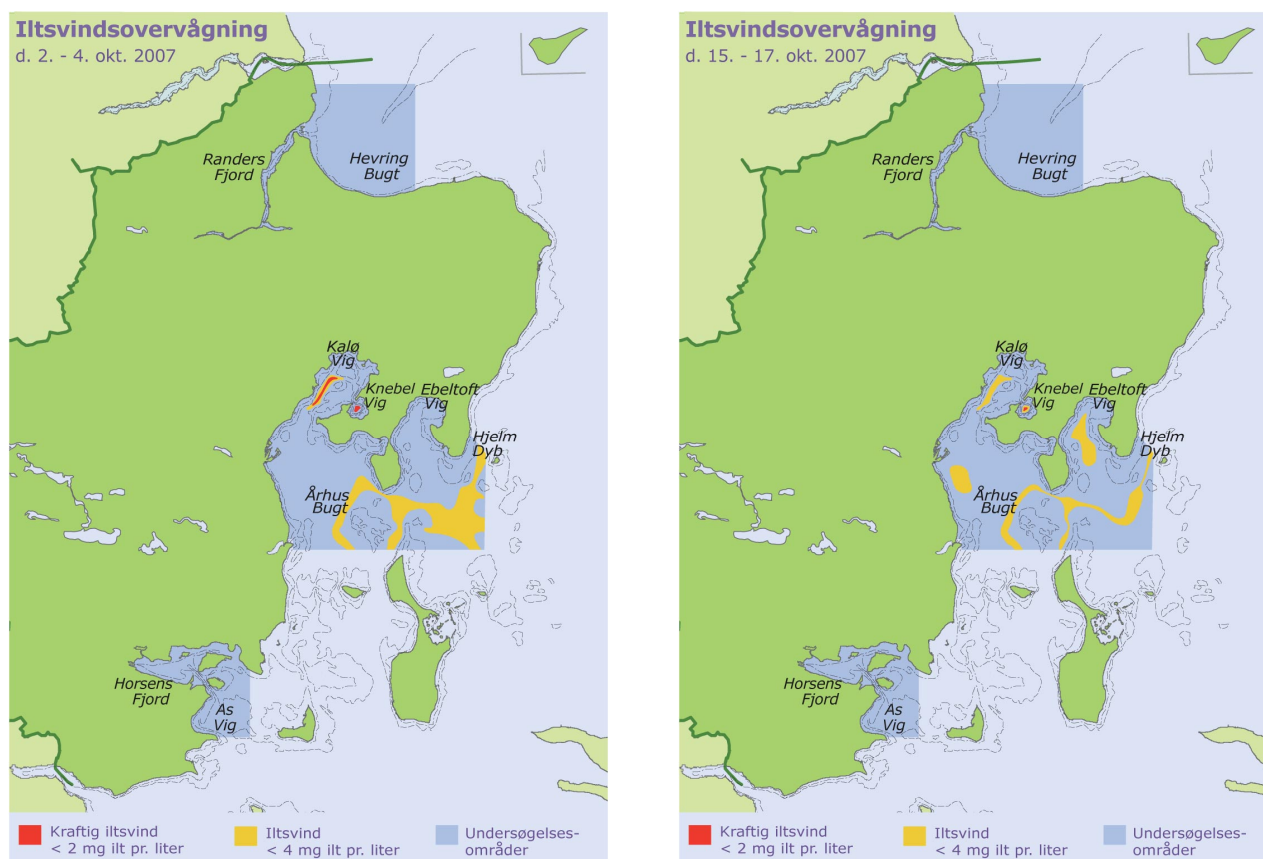 Iltsvindsovervågning
d. 2. - 4. okt. 2007
Randers
Fjord
Hevring
Bugt
Kalø
Vig
Knebel
Vig
Ebeltoft
Vig
Hjelm
Dyb
Århus
Bugt
Horsens
Fjord
As
Vig
Kraftig iltsvind
< 2 mg ilt pr. liter
Iltsvind
< 4 mg ilt pr. liter
Undersøgelses-
områder
Iltsvindsovervågning
d. 15. - 17. okt. 2007
Randers
Fjord
Hevring
Bugt
Kalø
Vig
Knebel
Vig
Ebeltoft
Vig
Hjelm
Dyb
Århus
Bugt
Horsens
Fjord
As
Vig
Kraftig iltsvind
< 2 mg ilt pr. liter
Iltsvind
< 4 mg ilt pr. liter
Undersøgelses-
områder